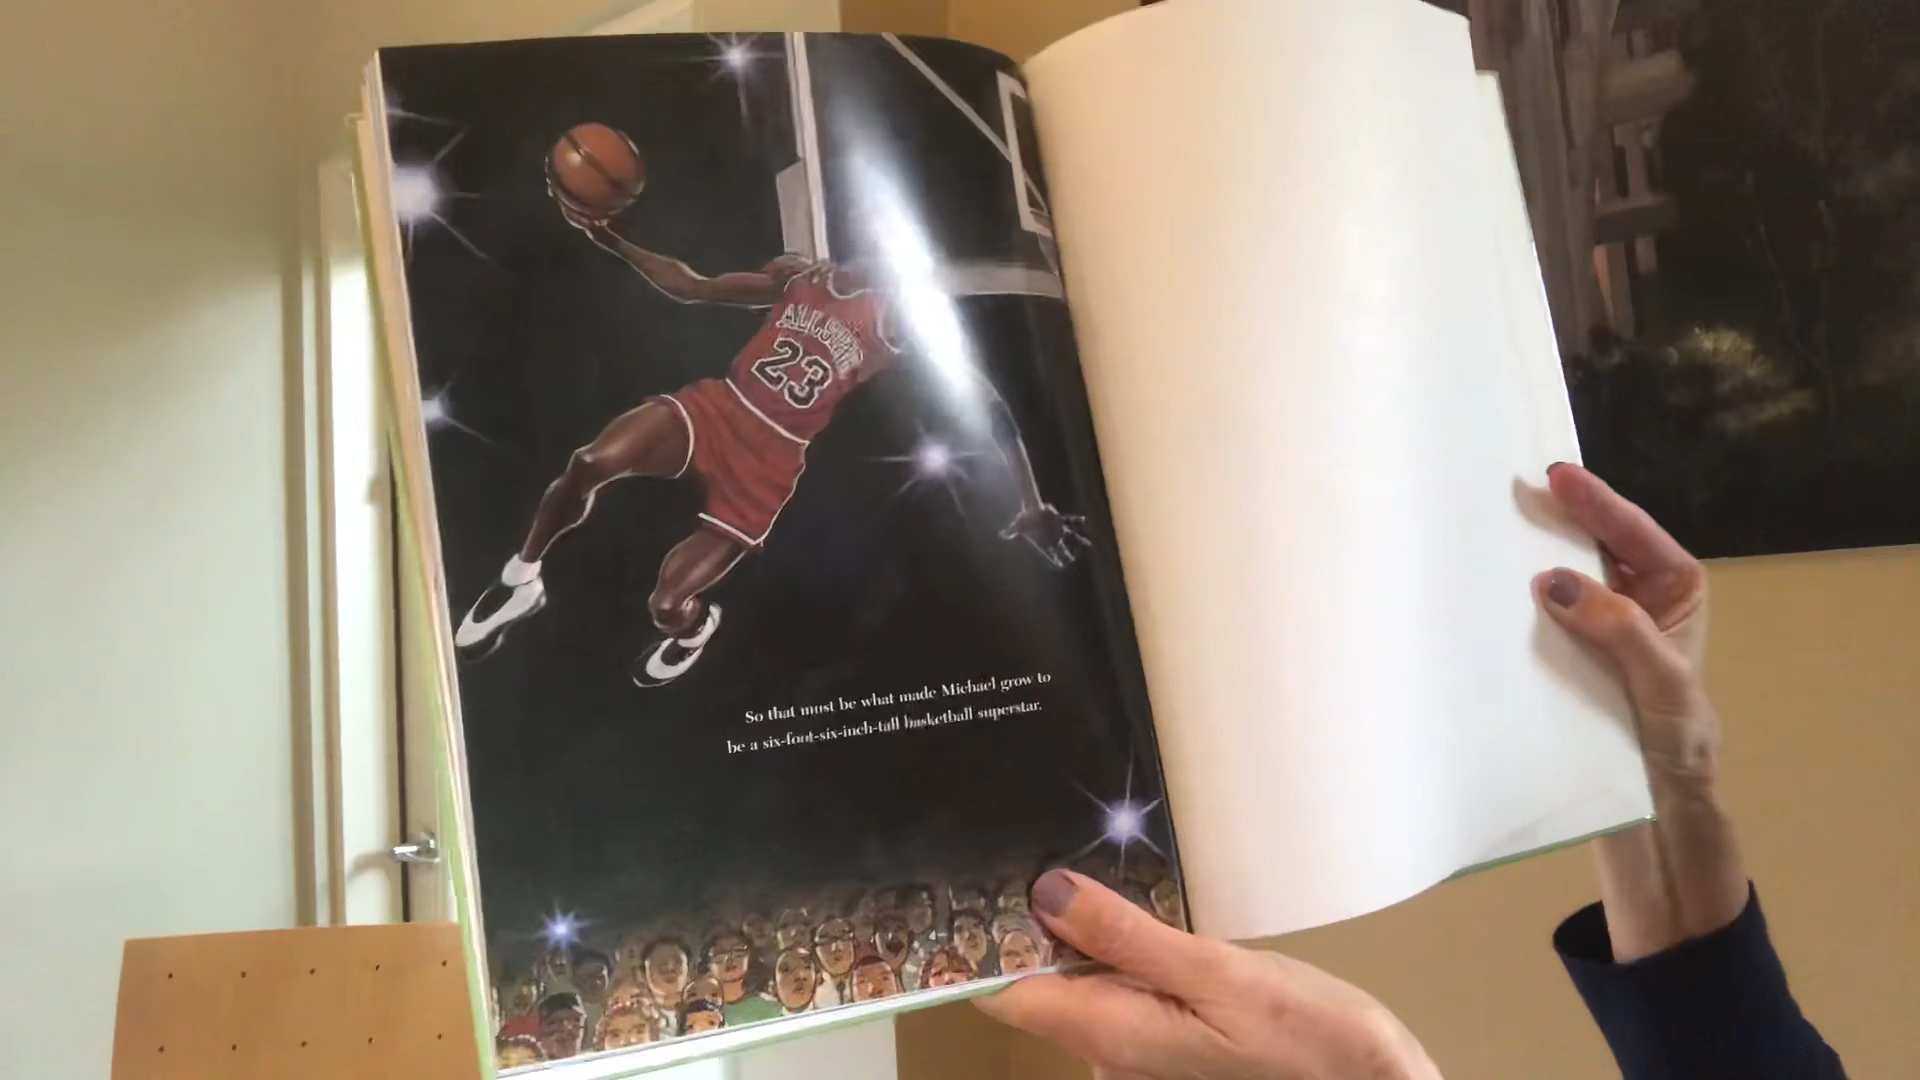 ALL-STAR
23
So that must be what made Michael grow to
be a six-foot-six-inch-tall basketball superstar.